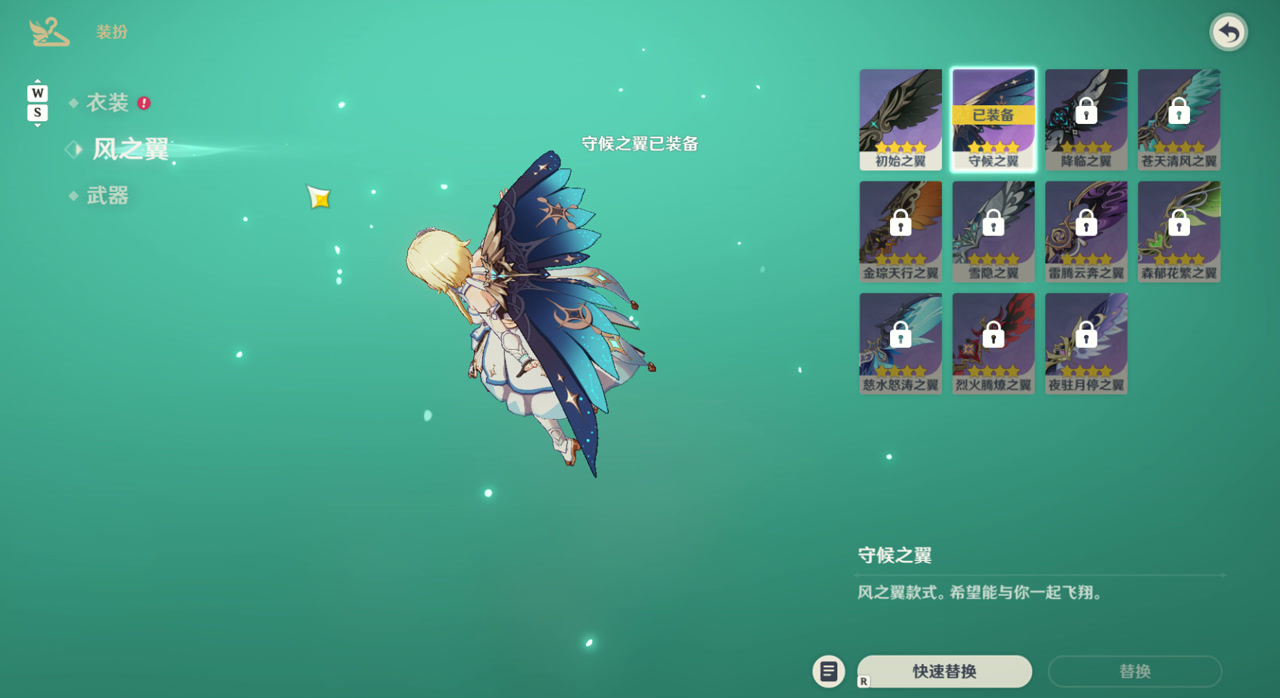 装扮
W
S
衣装
风之翼
武器
守候之翼已装备
已装备
初始之翼
守候之翼
降临之翼
苍天清风之翼
金琮天行之翼
雪隐之翼
雷腾云奔之翼
森郁花繁之翼
慈水怒涛之翼
烈火腾燎之翼
夜驻月停之翼
守候之翼
风之翼款式。希望能与你一起飞翔。
R
快速替换
替换